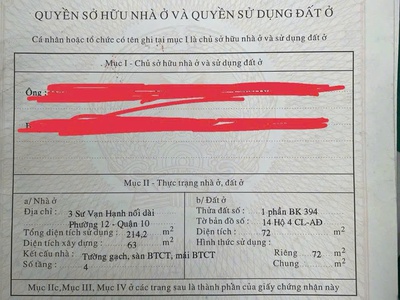 QUYỀN SỞ HỮU NHÀ Ở VÀ QUYỀN SỬ DỤNG ĐẤT Ở
Cá nhân hoặc tổ chức có tên ghi tại mục I là chủ sở hữu nhà ở và sử dụng đất ở
Mục I - Chủ sở hữu nhà ở và sử dụng đất ở
Ông
Mục II - Thực trạng nhà ở, đất ở
a/ Nhà ở
Địa chỉ : 3 Sư Vạn Hạnh nối dài
Phường 12 - Quận 10
Tổng diện tích sử dụng : 214,2 m2
Diện tích xây dựng : 63 m2
Kết cấu nhà : Tường gạch, sàn BTCT, mái BTCT
Số tầng : 4
b/ Đất ở
Thửa đất số : 1 phần BK 394
Tờ bản đồ số : 14 Hộ 4 CL-AĐ
Diện tích : 72 m2
Hình thức sử dụng :
Riêng 72 m2
Chung m2
Mục IIc, Mục III, Mục IV ở các trang sau là thành phần của giấy chứng nhận này